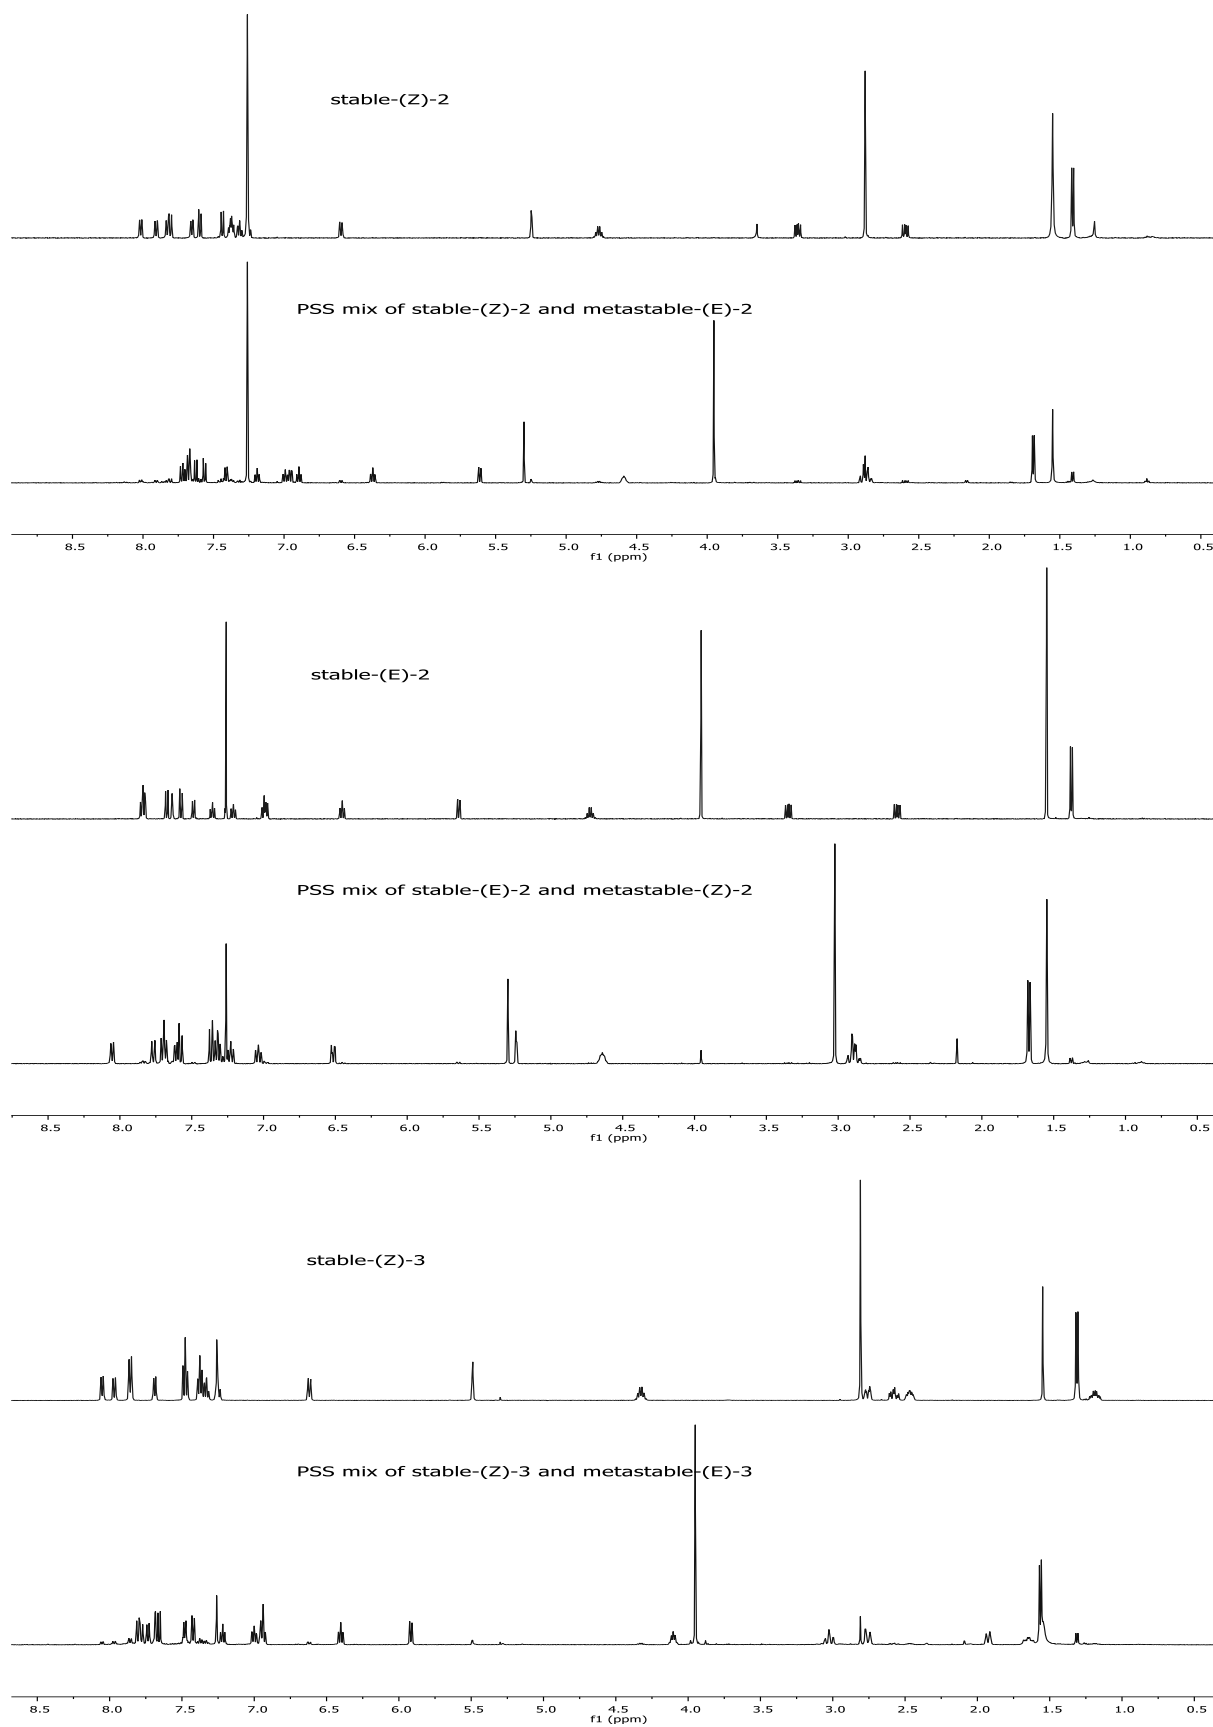 stable-(Z)-2
PSS mix of stable-(Z)-2 and metastable-(E)-2
8.5 8.0 7.5 7.0 6.5 6.0 5.5 5.0 4.5 4.0 3.5 3.0 2.5 2.0 1.5 1.0 0.5
f1 (ppm)
stable-(E)-2
PSS mix of stable-(E)-2 and metastable-(Z)-2
8.5 8.0 7.5 7.0 6.5 6.0 5.5 5.0 4.5 4.0 3.5 3.0 2.5 2.0 1.5 1.0 0.5
f1 (ppm)
stable-(Z)-3
PSS mix of stable-(Z)-3 and metastable-(E)-3
8.5 8.0 7.5 7.0 6.5 6.0 5.5 5.0 4.5 4.0 3.5 3.0 2.5 2.0 1.5 1.0 0.5
f1 (ppm)